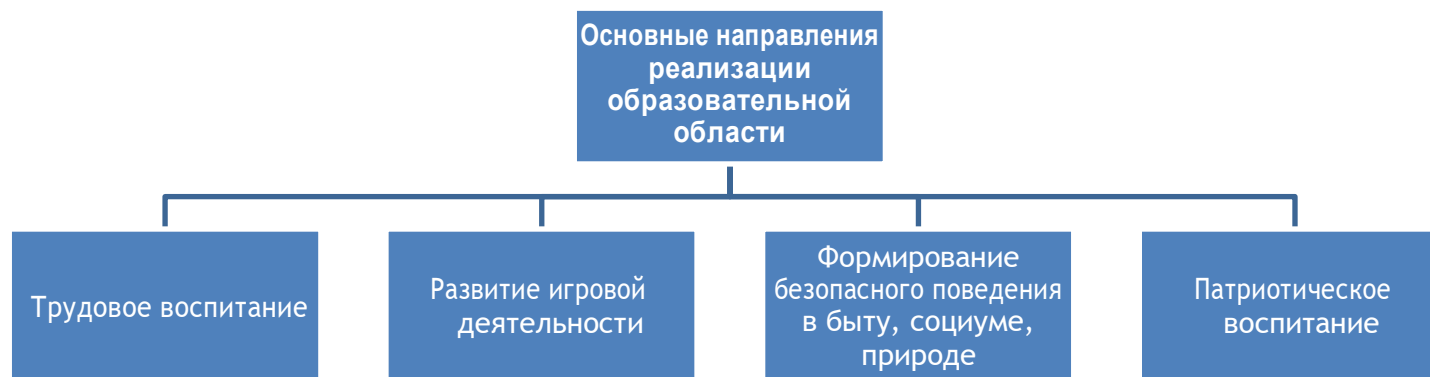 Основные направления
реализации
образовательной
области
Трудовое воспитание
Развитие игровой
деятельности
Формирование
безопасного поведения
в быту, социуме,
природе
Патриотическое
воспитание